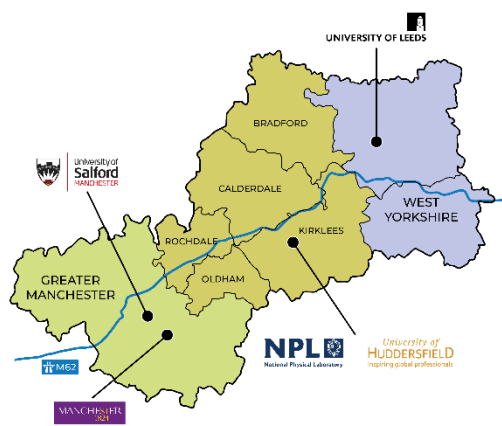 UNIVERSITY OF LEEDS
BRADFORD
University of
Salford
MANCHESTER
CALDERDALE
WEST
YORKSHIRE
ROCHDALE
KIRKLEES
GREATER
MANCHESTER
OLDHAM
NPL
National Physical Laboratory
University of
HUDDERSFIELD
Inspiring global professionals
M62
MANCHESTER
1824